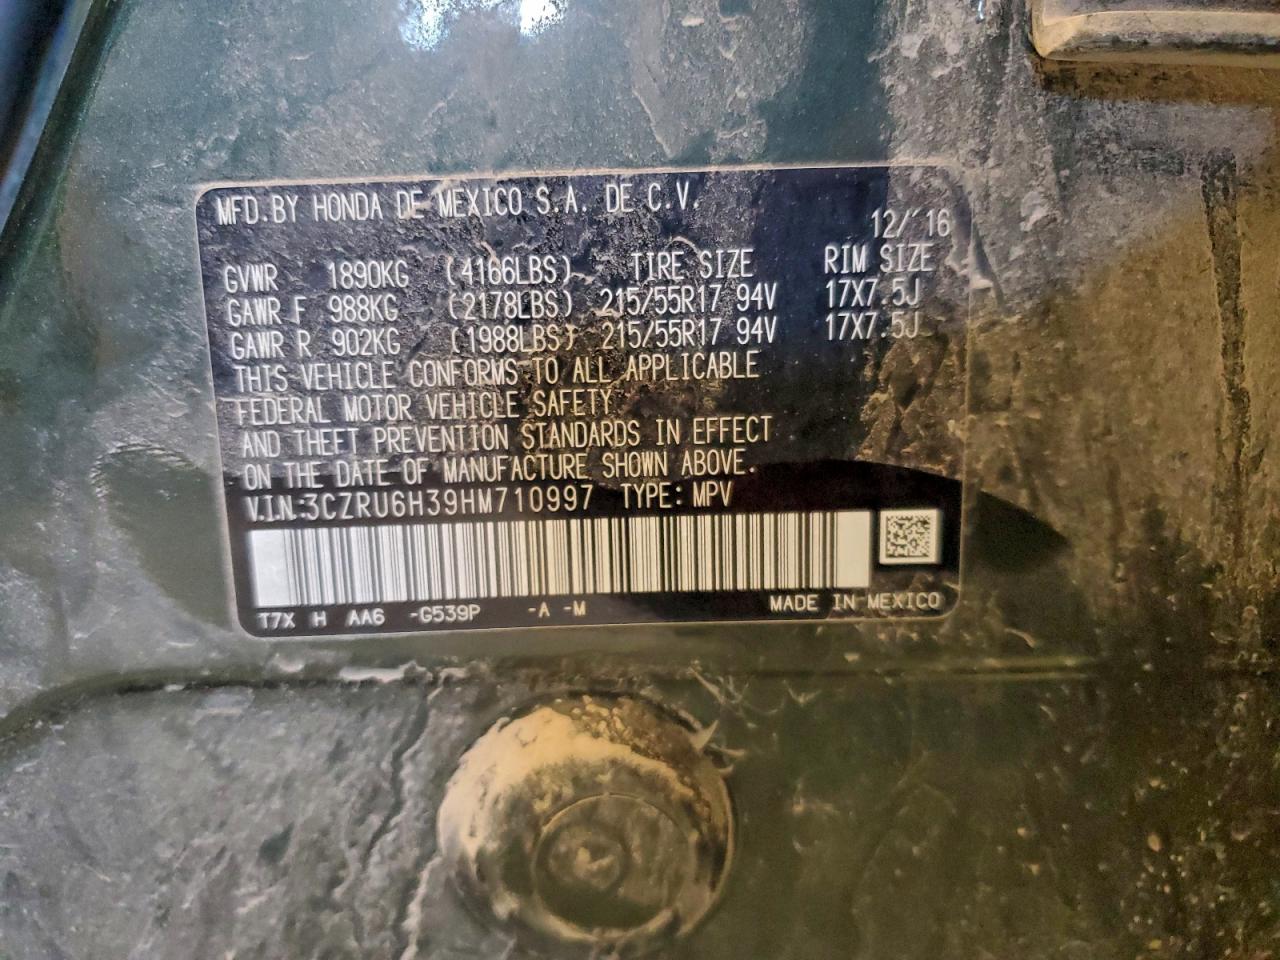 MFD.BY HONDA DE MEXICO S.A. DE C.V.
12/'16
GVWR 1890KG (4166LBS) TIRE SIZE RIM SIZE
GAWR F 988KG (2178LBS) 215/55R17 94V 17X7.5J
GAWR R 902KG (1988LBS) 215/55R17 94V 17X7.5J
THIS VEHICLE CONFORMS TO ALL APPLICABLE
FEDERAL MOTOR VEHICLE SAFETY
AND THEFT PREVENTION STANDARDS IN EFFECT
ON THE DATE OF MANUFACTURE SHOWN ABOVE.
V.I.N:3CZRU6H39HM710997 TYPE: MPV
T7X H AA6 -G539P -A -M MADE IN MEXICO